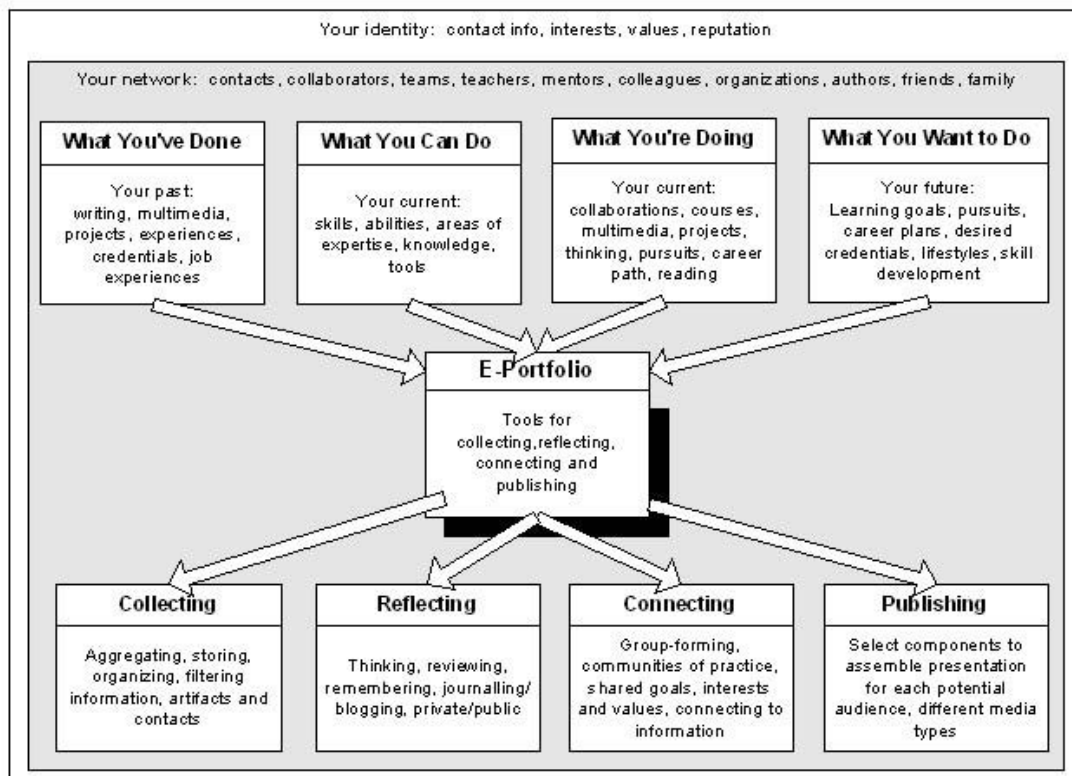 Your identity: contact info, interests, values, reputation
Your network: contacts, collaborators, teams, teachers, mentors, colleagues, organizations, authors, friends, family
What You've Done
Your past:
writing, multimedia,
projects, experiences,
credentials, job
experiences
What You Can Do
Your current:
skills, abilities, areas of
expertise, knowledge,
tools
What You're Doing
Your current:
collaborations, courses,
multimedia, projects,
thinking, pursuits, career
path, reading
What You Want to Do
Your future:
Learning goals, pursuits,
career plans, desired
credentials, lifestyles, skill
development
E-Portfolio
Tools for
collecting,reflecting,
connecting and
publishing
Collecting
Aggregating, storing,
organizing, filtering
information, artifacts and
contacts
Reflecting
Thinking, reviewing,
remembering, journalling/
blogging, private/public
Connecting
Group-forming,
communities of practice,
shared goals, interests
and values, connecting to
information
Publishing
Select components to
assemble presentation
for each potential
audience, different media
types